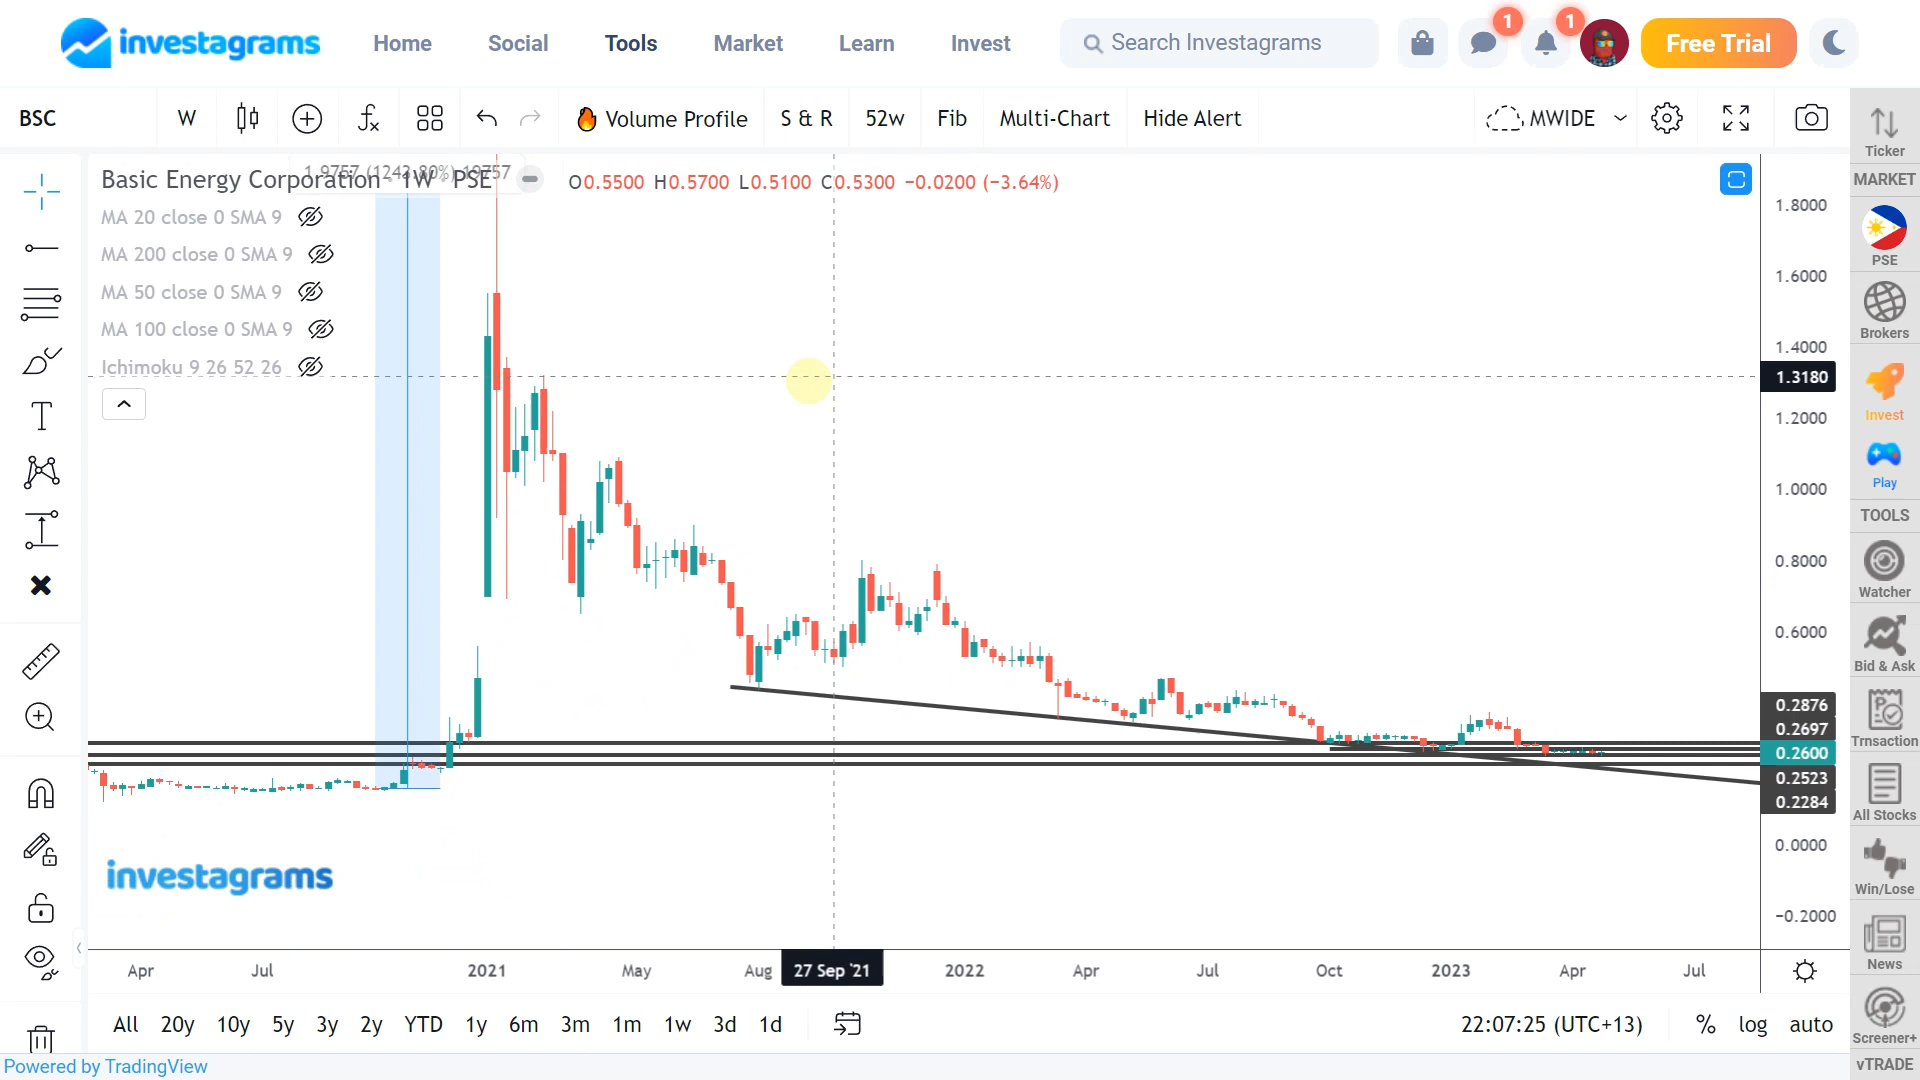 investagrams
Home
Social
Tools
Market
Learn
Invest
Search Investagrams
1
1
Free Trial
BSC
W
Volume Profile
S & R
52w
Fib
Multi-Chart
Hide Alert
MWIDE
Basic Energy Corporation · 1W · PSE
1.9757 (1243.80%) 19757
O0.5500 H0.5700 L0.5100 C0.5300 −0.0200 (−3.64%)
MA 20 close 0 SMA 9
MA 200 close 0 SMA 9
MA 50 close 0 SMA 9
MA 100 close 0 SMA 9
Ichimoku 9 26 52 26
1.8000
1.6000
1.4000
1.3180
1.2000
1.0000
0.8000
0.6000
0.2876
0.2697
0.2600
0.2523
0.2284
0.0000
−0.2000
investagrams
Apr
Jul
2021
May
Aug
27 Sep '21
2022
Apr
Jul
Oct
2023
Apr
Jul
All
20y
10y
5y
3y
2y
YTD
1y
6m
3m
1m
1w
3d
1d
22:07:25 (UTC+13)
%
log
auto
Powered by TradingView
Ticker
MARKET
PSE
Brokers
Invest
Play
TOOLS
Watcher
Bid & Ask
Trnsaction
All Stocks
Win/Lose
News
Screener+
vTRADE